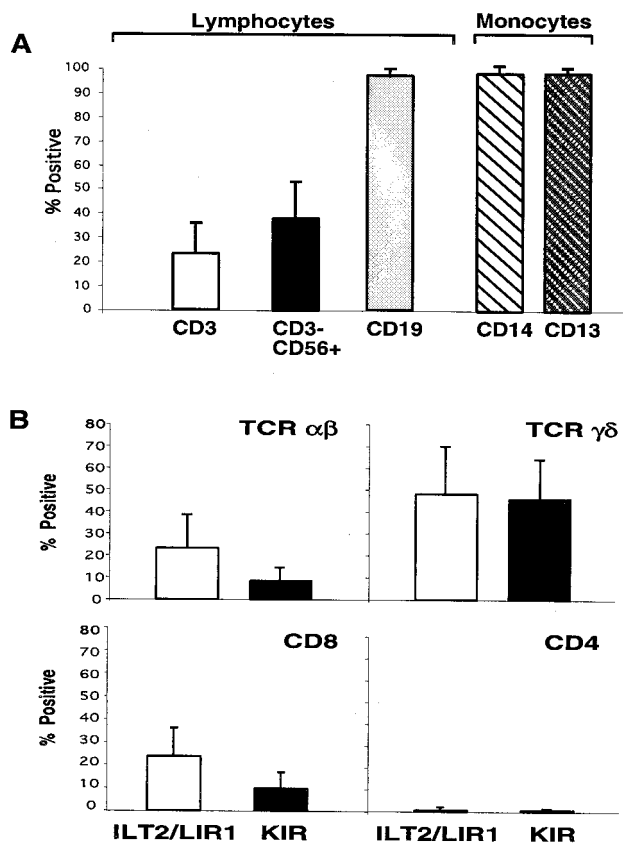 Lymphocytes Monocytes
A
% Positive
100
90
80
70
60
50
40
30
20
10
0
CD3 CD3- CD19 CD14 CD13
CD56+
B
TCR αβ TCR γδ
% Positive
80
70
60
50
40
30
20
10
0
CD8 CD4
% Positive
80
70
60
50
40
30
20
10
0
ILT2/LIR1 KIR ILT2/LIR1 KIR